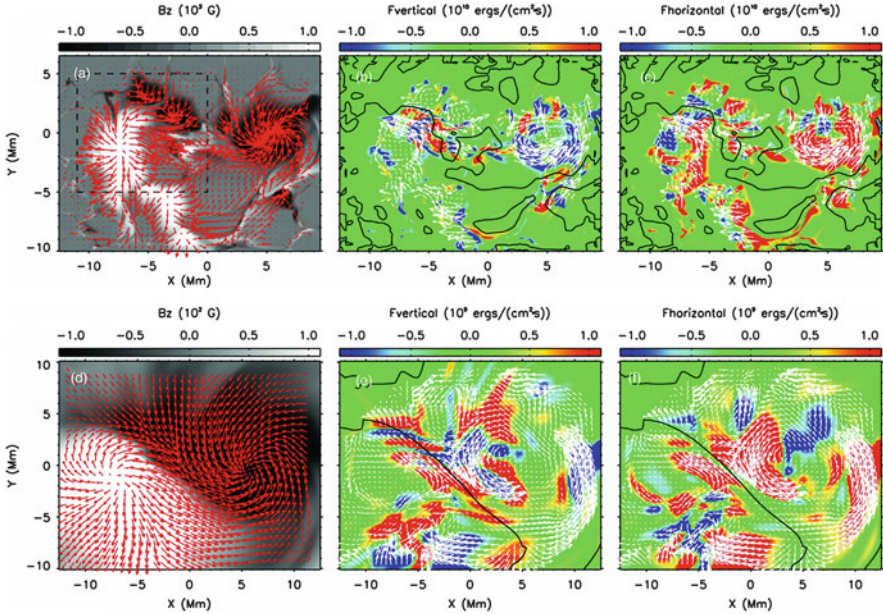 Bz (10³ G) Fvertical (10¹⁰ ergs/(cm²s)) Fhorizontal (10¹⁰ ergs/(cm²s))
−1.0 −0.5 0.0 0.5 1.0 −1.0 −0.5 0.0 0.5 1.0 −1.0 −0.5 0.0 0.5 1.0
(a) (b) (c)
Y (Mm)
5
0
−5
−10
−10 −5 0 5 −10 −5 0 5 −10 −5 0 5
X (Mm) X (Mm) X (Mm)
Bz (10³ G) Fvertical (10⁹ ergs/(cm²s)) Fhorizontal (10⁹ ergs/(cm²s))
−1.0 −0.5 0.0 0.5 1.0 −1.0 −0.5 0.0 0.5 1.0 −1.0 −0.5 0.0 0.5 1.0
(d) (e) (f)
Y (Mm)
10
5
0
−5
−10
−10 −5 0 5 10 −10 −5 0 5 10 −10 −5 0 5 10
X (Mm) X (Mm) X (Mm)